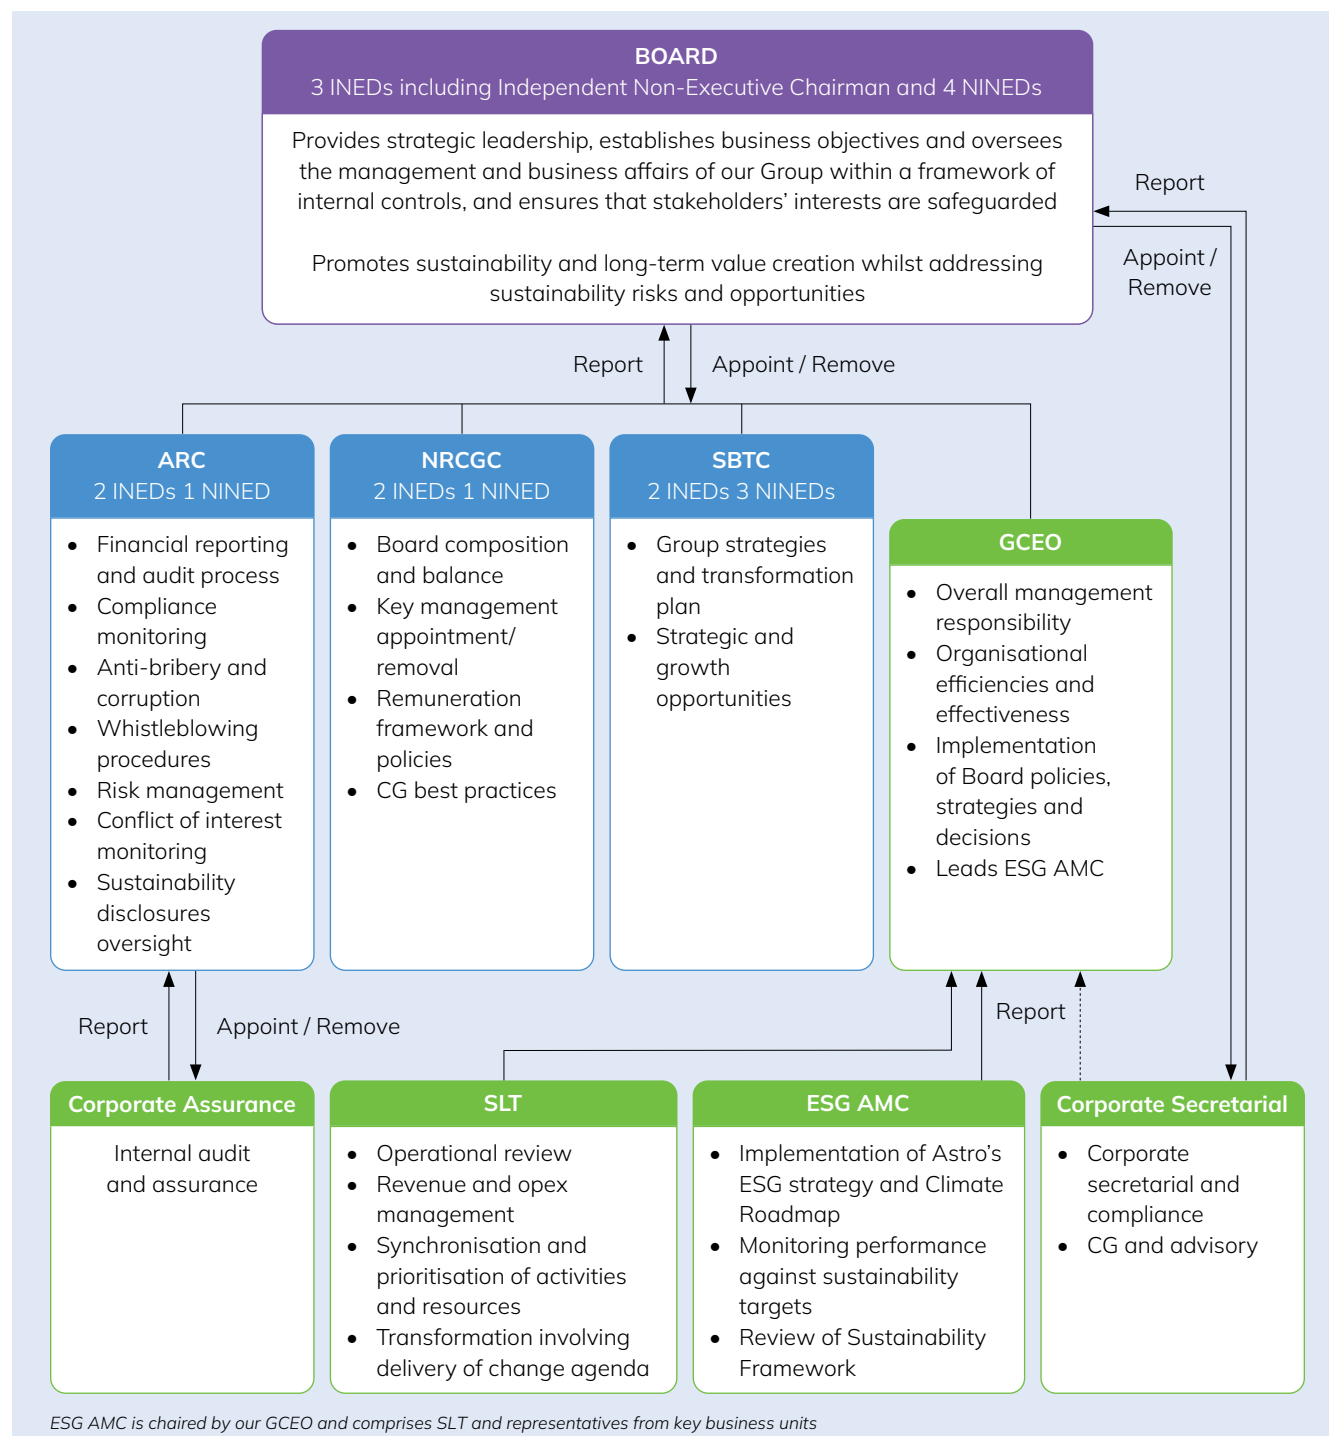 BOARD
3 INEDs including Independent Non-Executive Chairman and 4 NINEDs
Provides strategic leadership, establishes business objectives and oversees
the management and business affairs of our Group within a framework of
internal controls, and ensures that stakeholders’ interests are safeguarded
Promotes sustainability and long-term value creation whilst addressing
sustainability risks and opportunities
Report
Appoint /
Remove
Report
Appoint / Remove
ARC
2 INEDs 1 NINED
• Financial reporting
and audit process
• Compliance
monitoring
• Anti-bribery and
corruption
• Whistleblowing
procedures
• Risk management
• Conflict of interest
monitoring
• Sustainability
disclosures
oversight
NRCGC
2 INEDs 1 NINED
• Board composition
and balance
• Key management
appointment/
removal
• Remuneration
framework and
policies
• CG best practices
SBTC
2 INEDs 3 NINEDs
• Group strategies
and transformation
plan
• Strategic and
growth
opportunities
GCEO
• Overall management
responsibility
• Organisational
efficiencies and
effectiveness
• Implementation
of Board policies,
strategies and
decisions
• Leads ESG AMC
Report
Appoint / Remove
Report
Corporate Assurance
Internal audit
and assurance
SLT
• Operational review
• Revenue and opex
management
• Synchronisation and
prioritisation of activities
and resources
• Transformation involving
delivery of change agenda
ESG AMC
• Implementation of Astro’s
ESG strategy and Climate
Roadmap
• Monitoring performance
against sustainability
targets
• Review of Sustainability
Framework
Corporate Secretarial
• Corporate
secretarial and
compliance
• CG and advisory
ESG AMC is chaired by our GCEO and comprises SLT and representatives from key business units